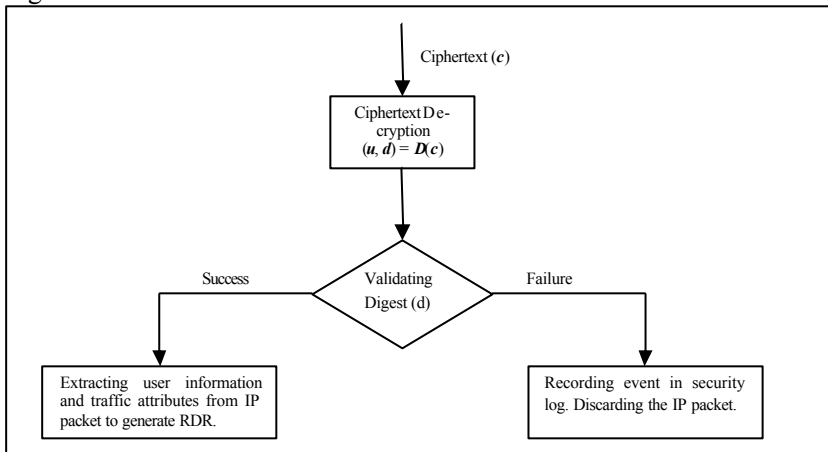 Ciphertext (c)
Ciphertext De-
cryption
(u, d) = D(c)
Validating
Digest (d)
Success
Failure
Extracting user information
and traffic attributes from IP
packet to generate RDR.
Recording event in security
log. Discarding the IP packet.